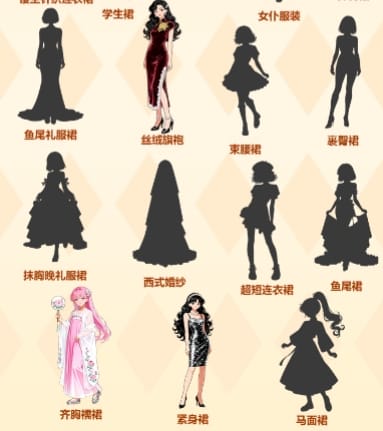 学生裙
女仆服装
鱼尾礼服裙
丝绒旗袍
束腰裙
裹臀裙
抹胸晚礼服裙
西式婚纱
超短连衣裙
鱼尾裙
齐胸襦裙
紧身裙
马面裙